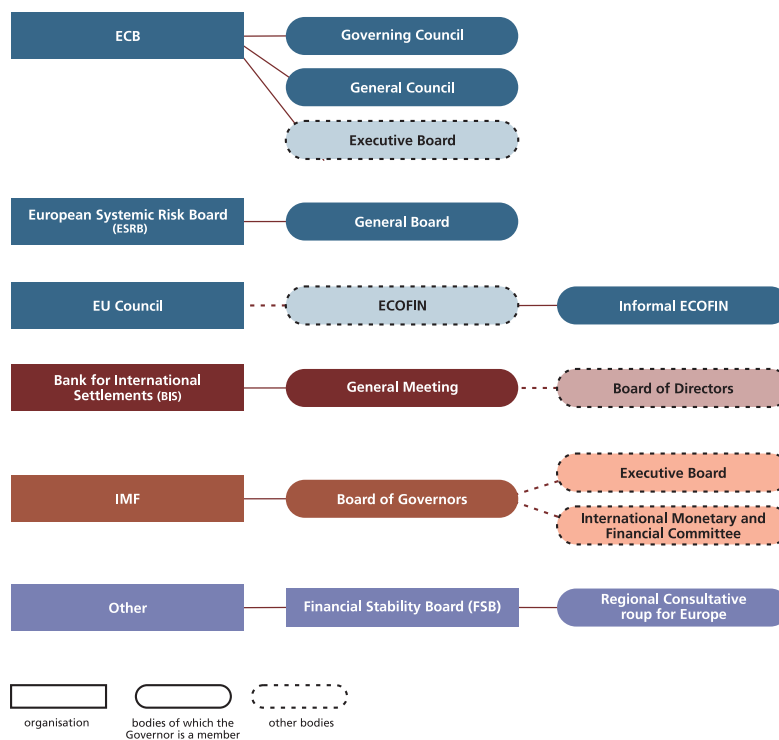 ECB
Governing Council
General Council
Executive Board
European Systemic Risk Board
(ESRB)
General Board
EU Council
ECOFIN
Informal ECOFIN
Bank for International
Settlements (BIS)
General Meeting
Board of Directors
IMF
Board of Governors
Executive Board
International Monetary and
Financial Committee
Other
Financial Stability Board (FSB)
Regional Consultative
roup for Europe
organisation
bodies of which the
Governor is a member
other bodies